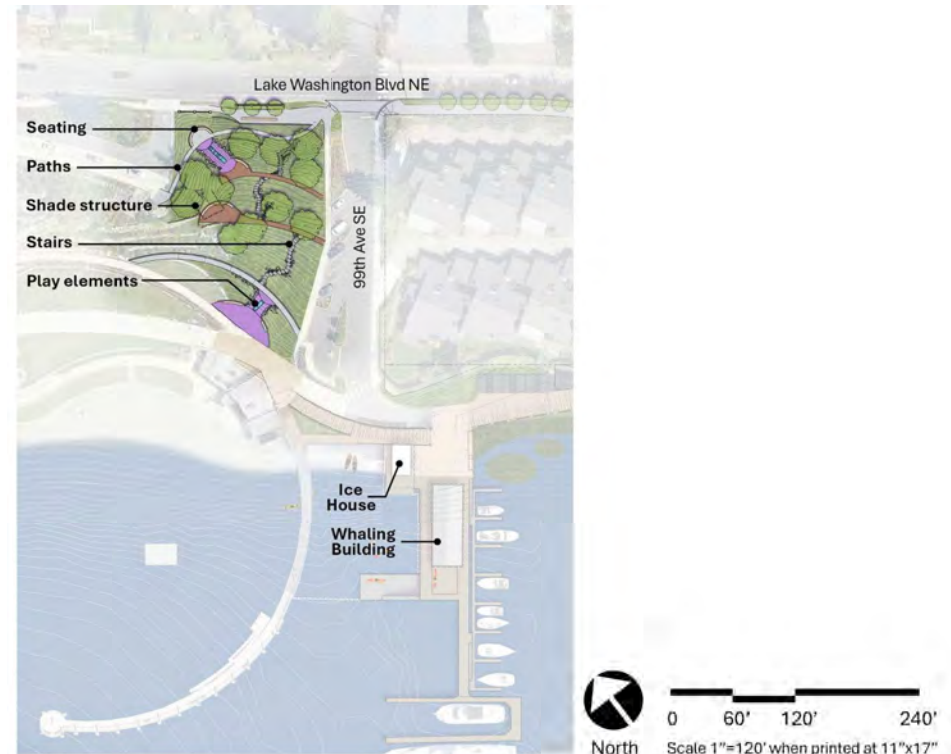 Lake Washington Blvd NE
Seating
Paths
Shade structure
Stairs
Play elements
99th Ave SE
Ice
House
Whaling
Building
North
0 60' 120' 240'
Scale 1"=120' when printed at 11"x17"